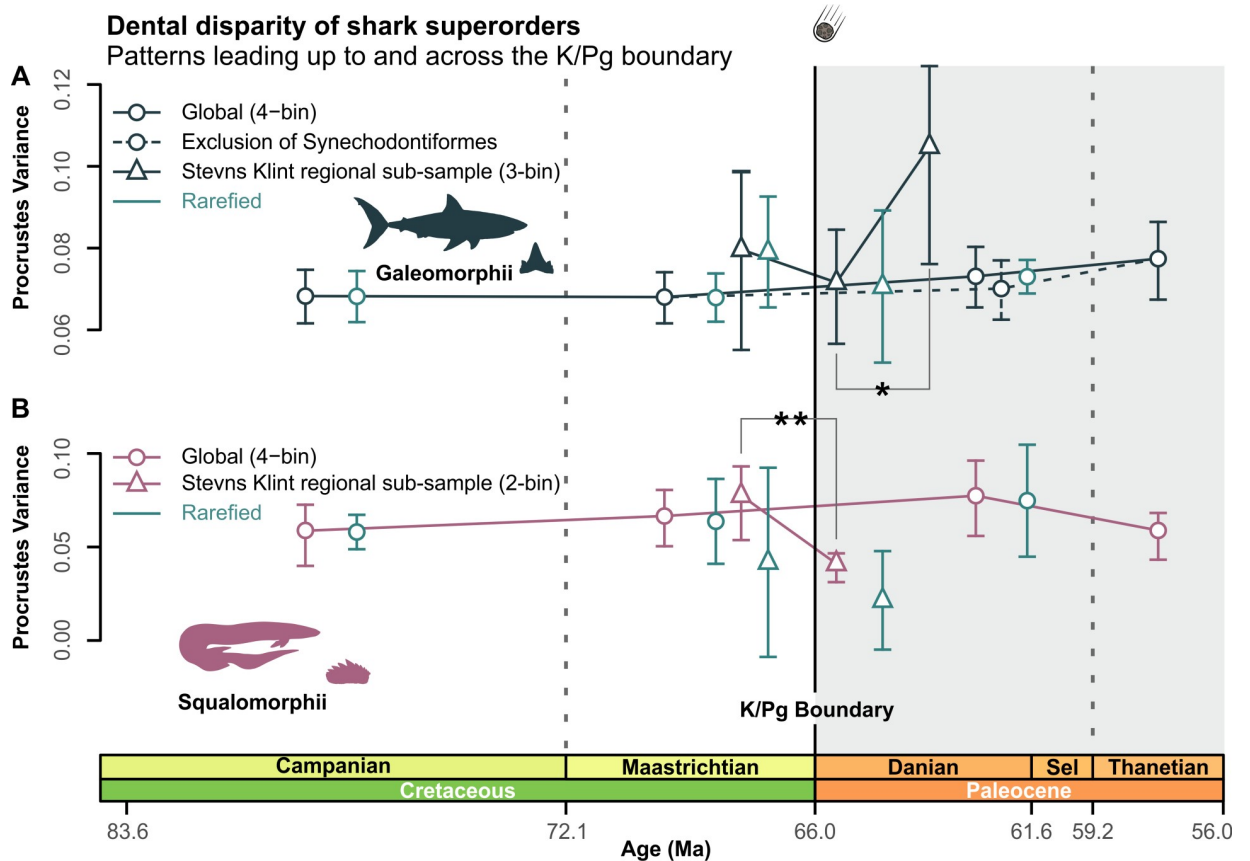 Dental disparity of shark superorders
Patterns leading up to and across the K/Pg boundary
A
Procrustes Variance
0.12
0.10
0.08
0.06
Global (4−bin)
Exclusion of Synechodontiformes
Stevns Klint regional sub-sample (3-bin)
Rarefied
Galeomorphii
*
B
Procrustes Variance
0.10
0.05
0.00
**
Global (4−bin)
Stevns Klint regional sub-sample (2-bin)
Rarefied
Squalomorphii
K/Pg Boundary
Campanian Maastrichtian Danian Sel Thanetian
Cretaceous Paleocene
83.6 72.1 66.0 61.6 59.2 56.0
Age (Ma)